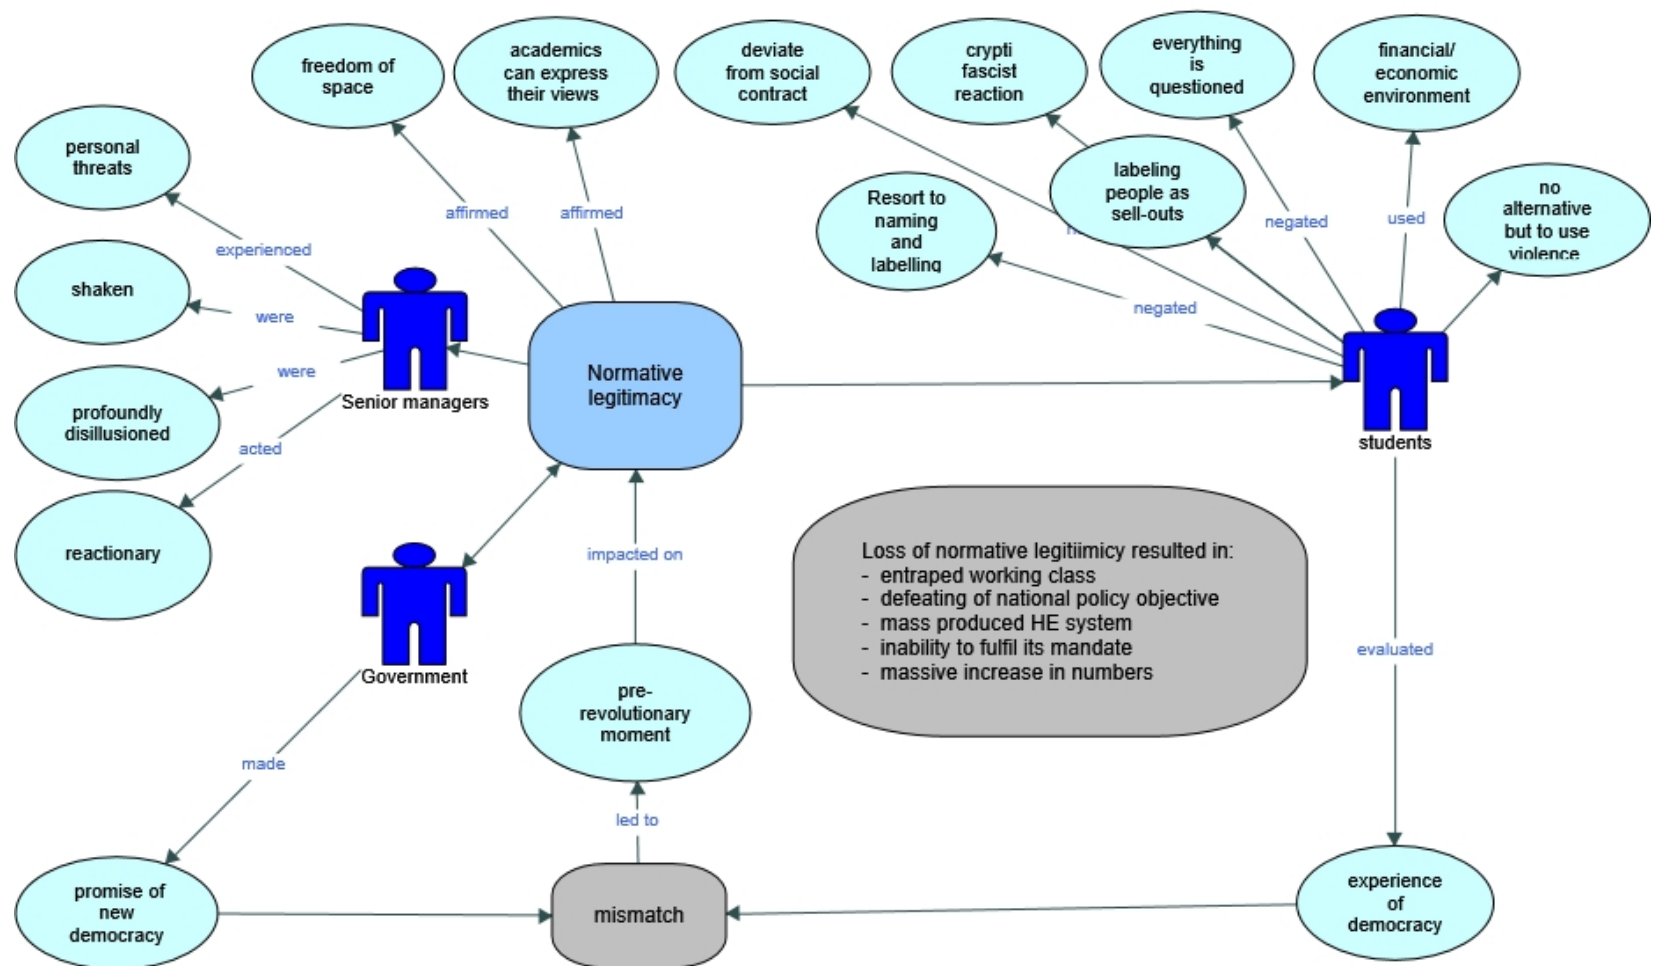 freedom of
space
academics
can express
their views
deviate
from social
contract
crypti
fascist
reaction
everything
is
questioned
financial/
economic
environment
personal
threats
labeling
people as
sell-outs
Resort to
naming
and
labelling
no
alternative
but to use
violence
affirmed
affirmed
negated
used
experienced
shaken
were
negated
were
Normative
legitimacy
Senior managers
profoundly
disillusioned
students
acted
reactionary
impacted on
Loss of normative legitiimicy resulted in:
- entraped working class
- defeating of national policy objective
- mass produced HE system
- inability to fulfil its mandate
- massive increase in numbers
evaluated
Government
pre-
revolutionary
moment
made
led to
promise of
new
democracy
mismatch
experience
of
democracy